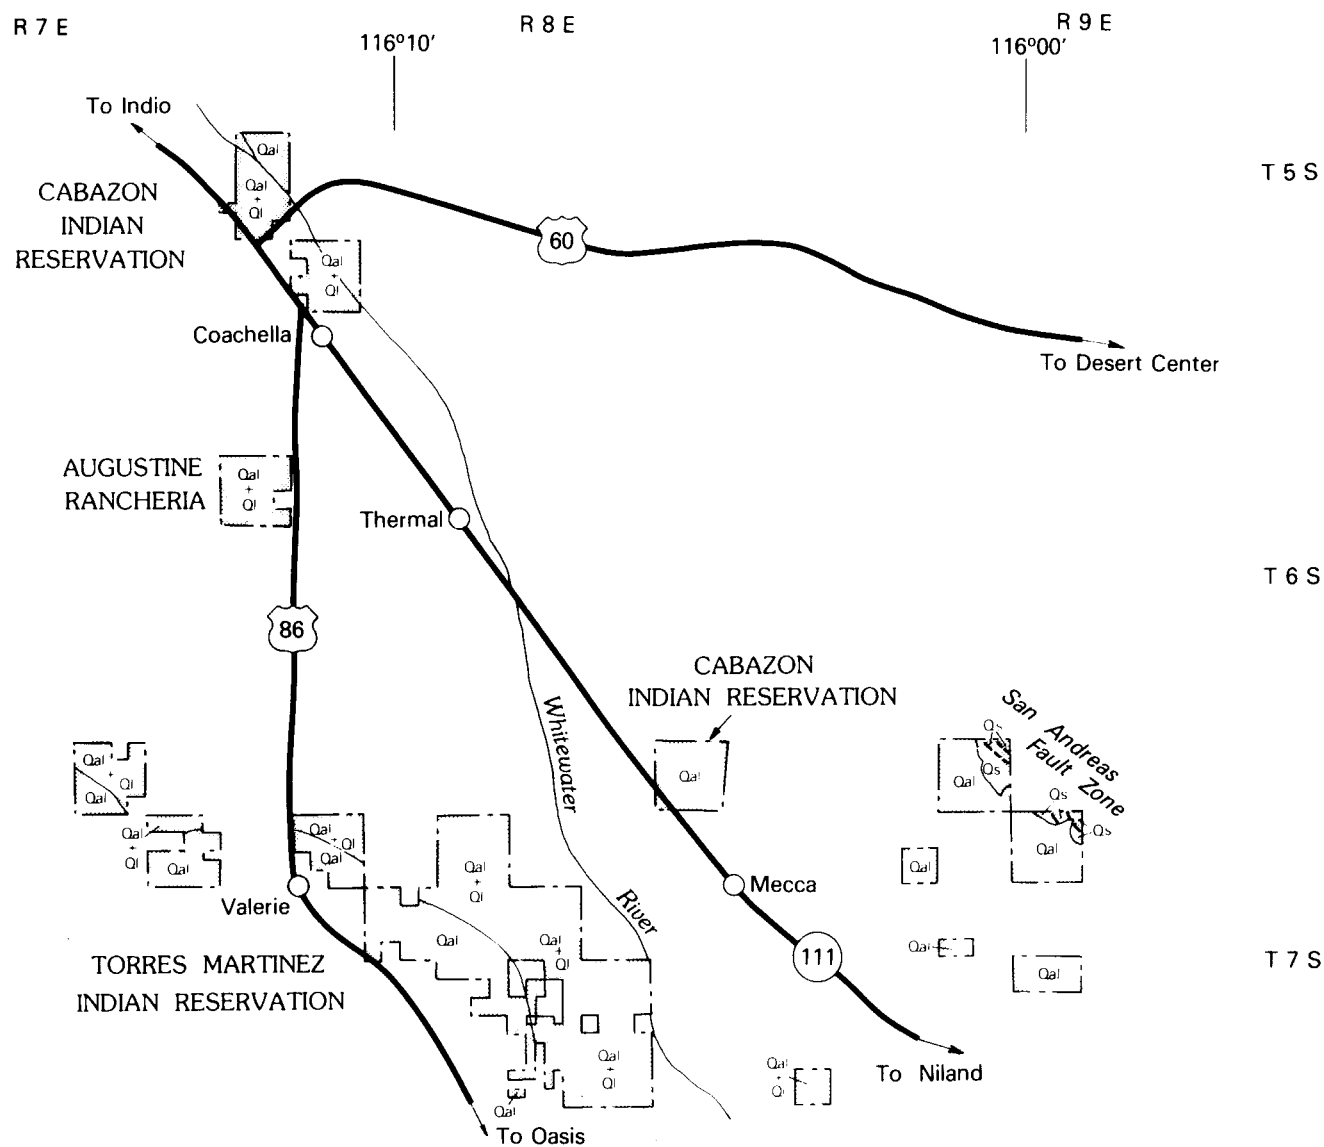 R 7 E
R 8 E
R 9 E
116°10'
116°00'
To Indio
Qal
T 5 S
CABAZON
INDIAN
RESERVATION
Qal
+
Ql
60
Qal
+
Ql
Coachella
To Desert Center
AUGUSTINE
RANCHERIA
Qal
+
Ql
Thermal
T 6 S
86
CABAZON
INDIAN RESERVATION
Whitewater
River
San Andreas
Fault Zone
Qs
Qal
+
Ql
Qal
Qal
Qal
Qs
Qs
Qs
Qal
Qal
+
Ql
Qal
Qal
+
Ql
Qal
Qal
+
Ql
Qal
Valerie
Mecca
Qal
Qal
+
Ql
111
Qal
Qal
T 7 S
TORRES MARTINEZ
INDIAN RESERVATION
Qal
+
Ql
Qal
+
Ql
To Niland
Qal
To Oasis